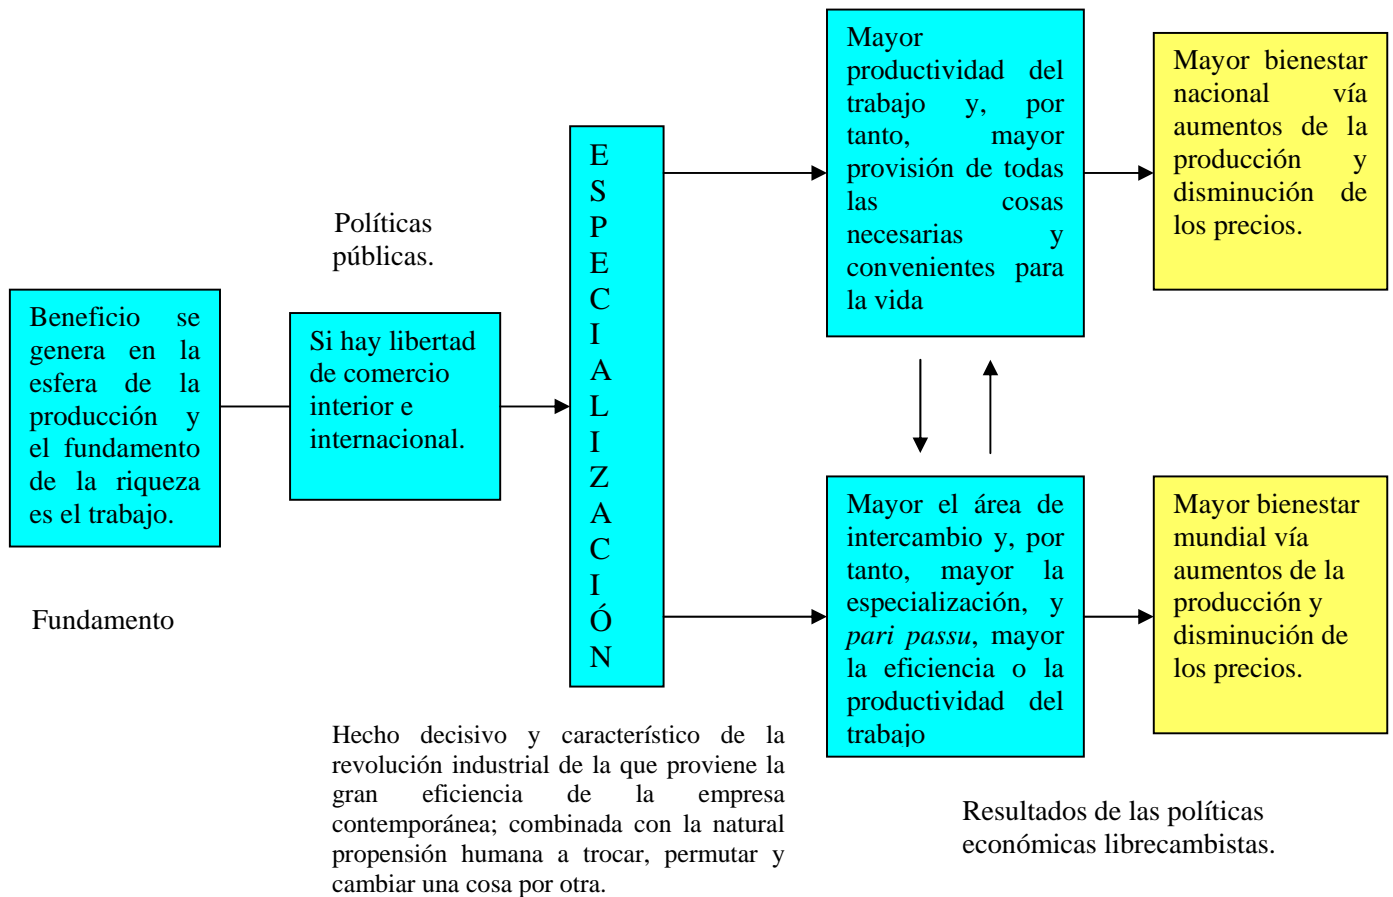 Beneficio se
genera en la
esfera de la
producción y
el fundamento
de la riqueza
es el trabajo.
Fundamento
Políticas
públicas.
Si hay libertad
de comercio
interior e
internacional.
E
S
P
E
C
I
A
L
I
Z
A
C
I
Ó
N
Hecho decisivo y característico de la
revolución industrial de la que proviene la
gran eficiencia de la empresa
contemporánea; combinada con la natural
propensión humana a trocar, permutar y
cambiar una cosa por otra.
Mayor
productividad del
trabajo y, por
tanto, mayor
provisión de todas
las cosas
necesarias y
convenientes para
la vida
Mayor bienestar
nacional vía
aumentos de la
producción y
disminución de
los precios.
Mayor el área de
intercambio y, por
tanto, mayor la
especialización, y
pari passu, mayor
la eficiencia o la
productividad del
trabajo
Mayor bienestar
mundial vía
aumentos de la
producción y
disminución de
los precios.
Resultados de las políticas
económicas librecambistas.